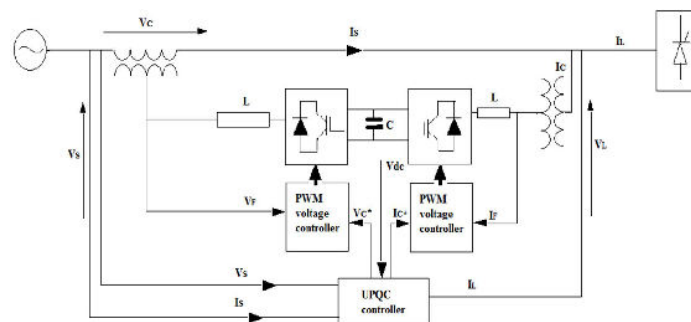 Vc
Is
IL
Ic
L
L
C
Vs
Vdc
VL
PWM
voltage
controller
PWM
voltage
controller
VF
Vc*
Ic*
IF
Vs
Is
UPQC
controller
IL